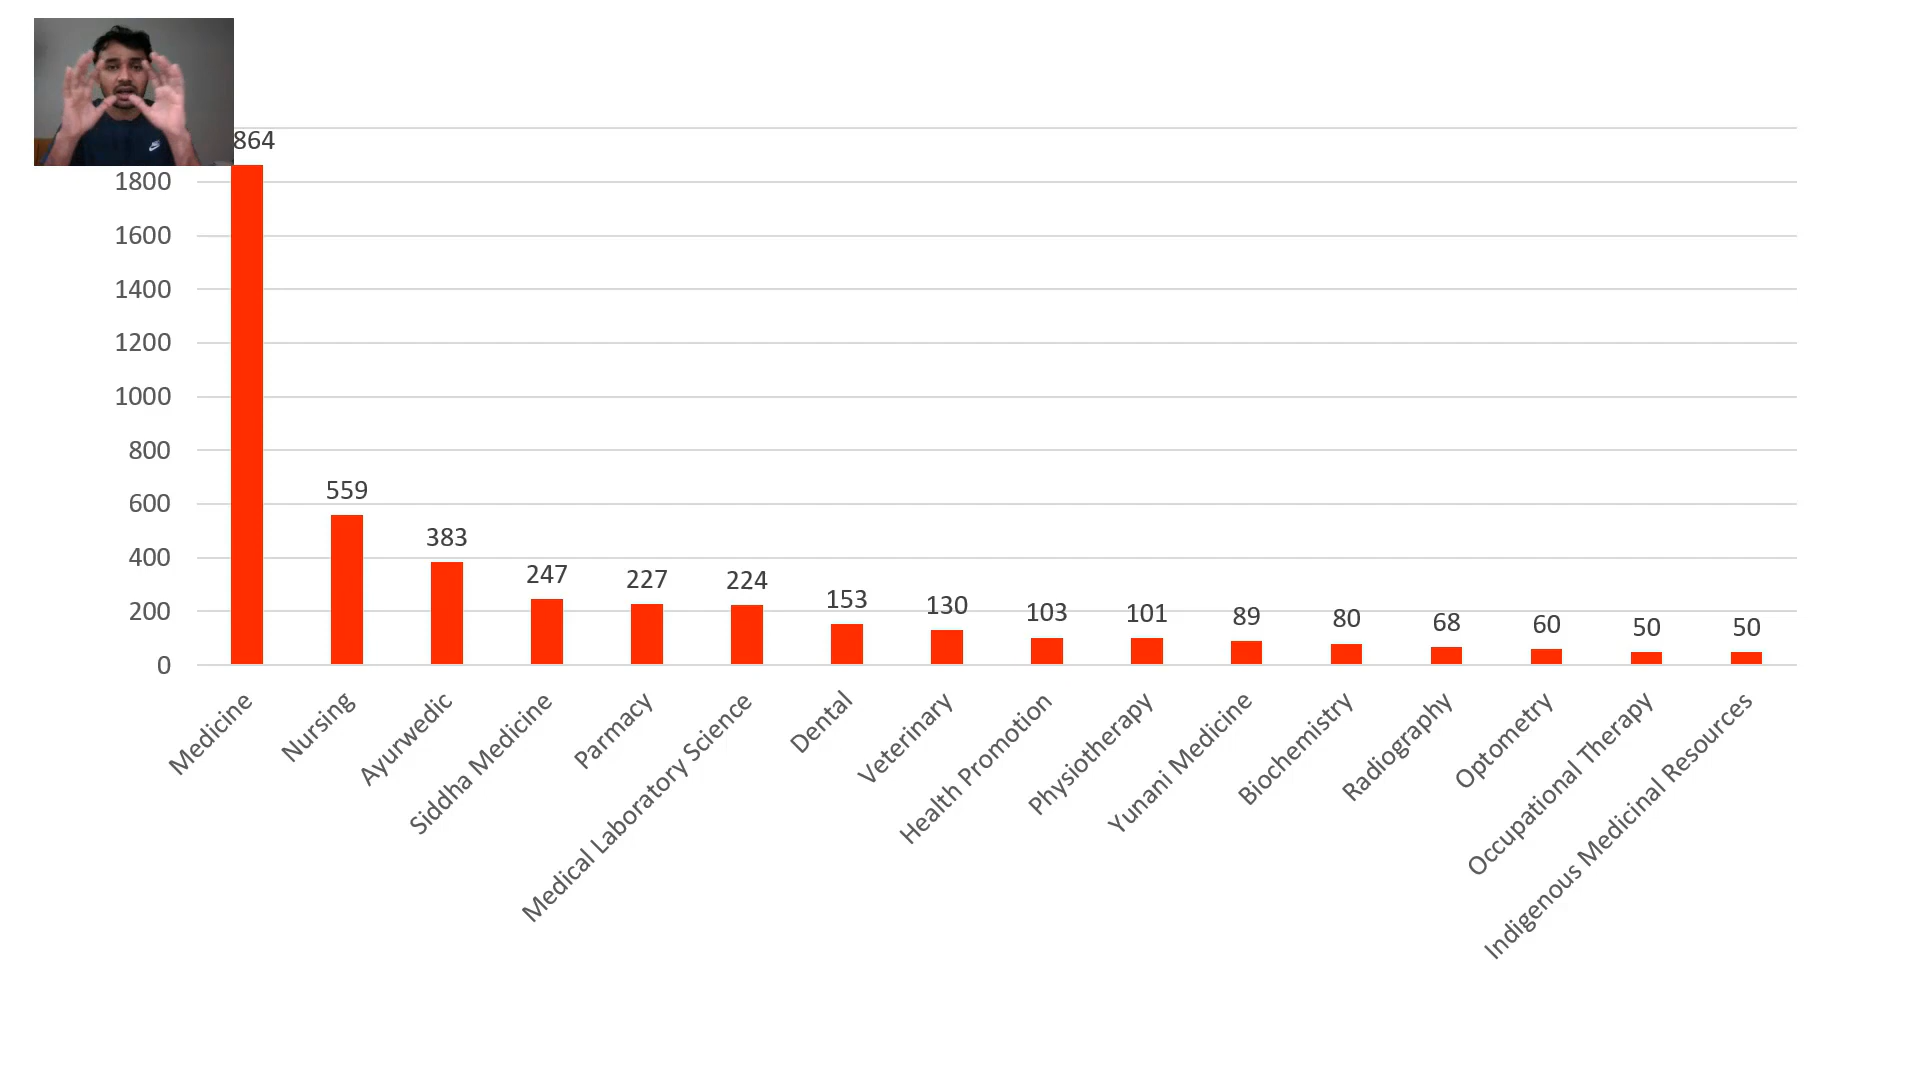 864
1800
1600
1400
1200
1000
800
600
400
200
0
559
383
247
227
224
153
130
103
101
89
80
68
60
50
50
Medicine
Nursing
Ayurwedic
Siddha Medicine
Parmacy
Medical Laboratory Science
Dental
Veterinary
Health Promotion
Physiotherapy
Yunani Medicine
Biochemistry
Radiography
Optometry
Occupational Therapy
Indigenous Medicinal Resources